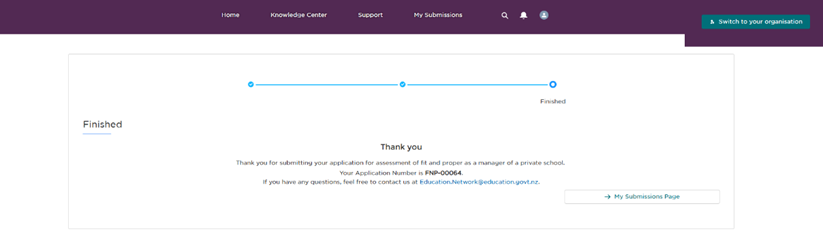 Home Knowledge Center Support My Submissions
Switch to your organisation
Finished
Finished
Thank you
Thank you for submitting your application for assessment of fit and proper as a manager of a private school.
Your Application Number is FNP-00064.
If you have any questions, feel free to contact us at Education.Network@education.govt.nz.
→ My Submissions Page